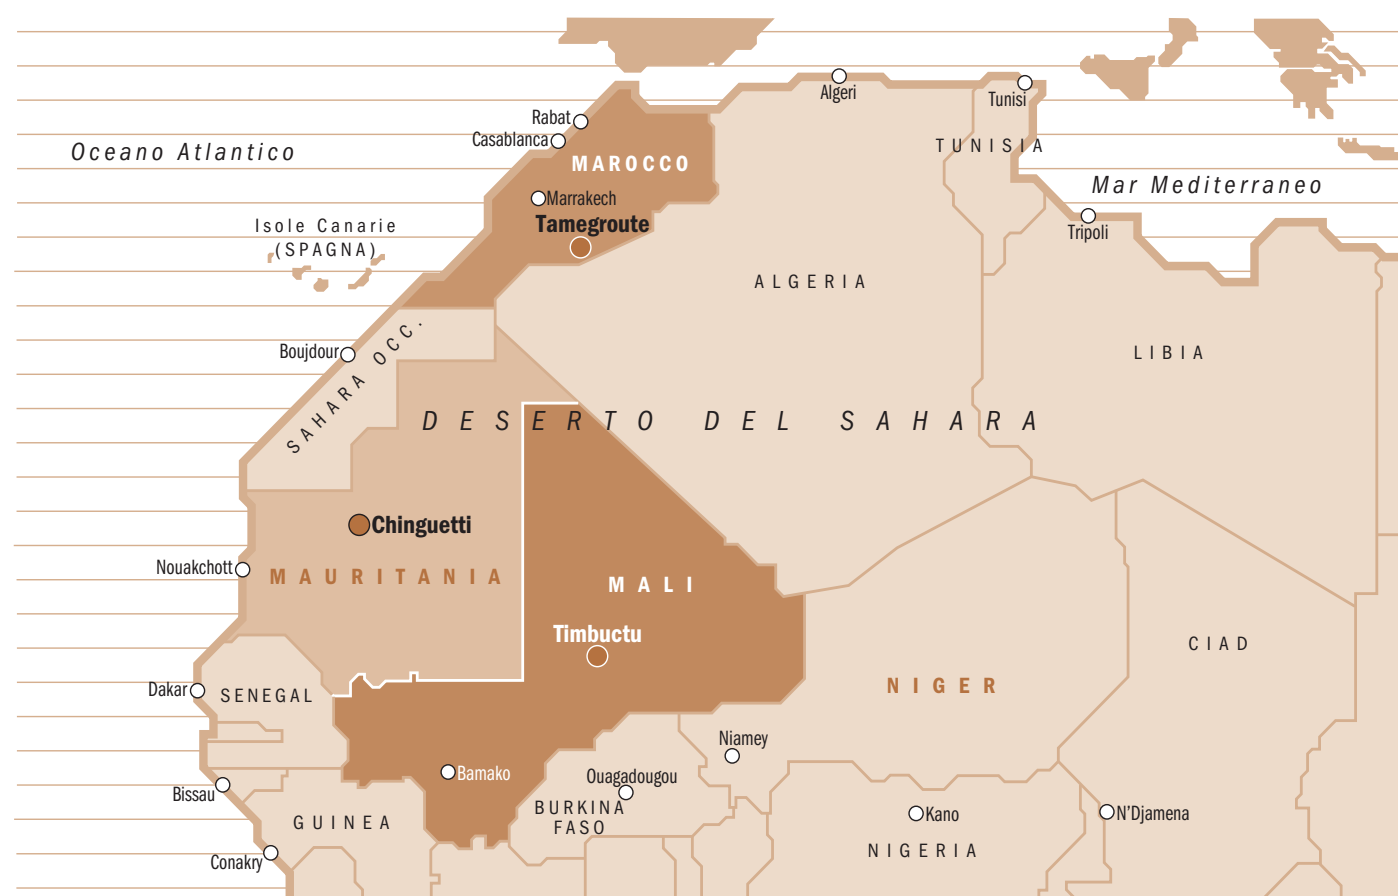 Algeri
Tunisi
Rabat
Casablanca
TUNISIA
Oceano Atlantico
MAROCCO
Mar Mediterraneo
Marrakech
Isole Canarie
(SPAGNA)
Tamegroute
Tripoli
ALGERIA
Boujdour
SAHARA OCC.
LIBIA
DESERTO DEL SAHARA
Chinguetti
Nouakchott
MAURITANIA
MALI
Timbuctu
CIAD
Dakar
SENEGAL
NIGER
Niamey
Bamako
Ouagadougou
Bissau
BURKINA
FASO
Kano
N'Djamena
GUINEA
NIGERIA
Conakry